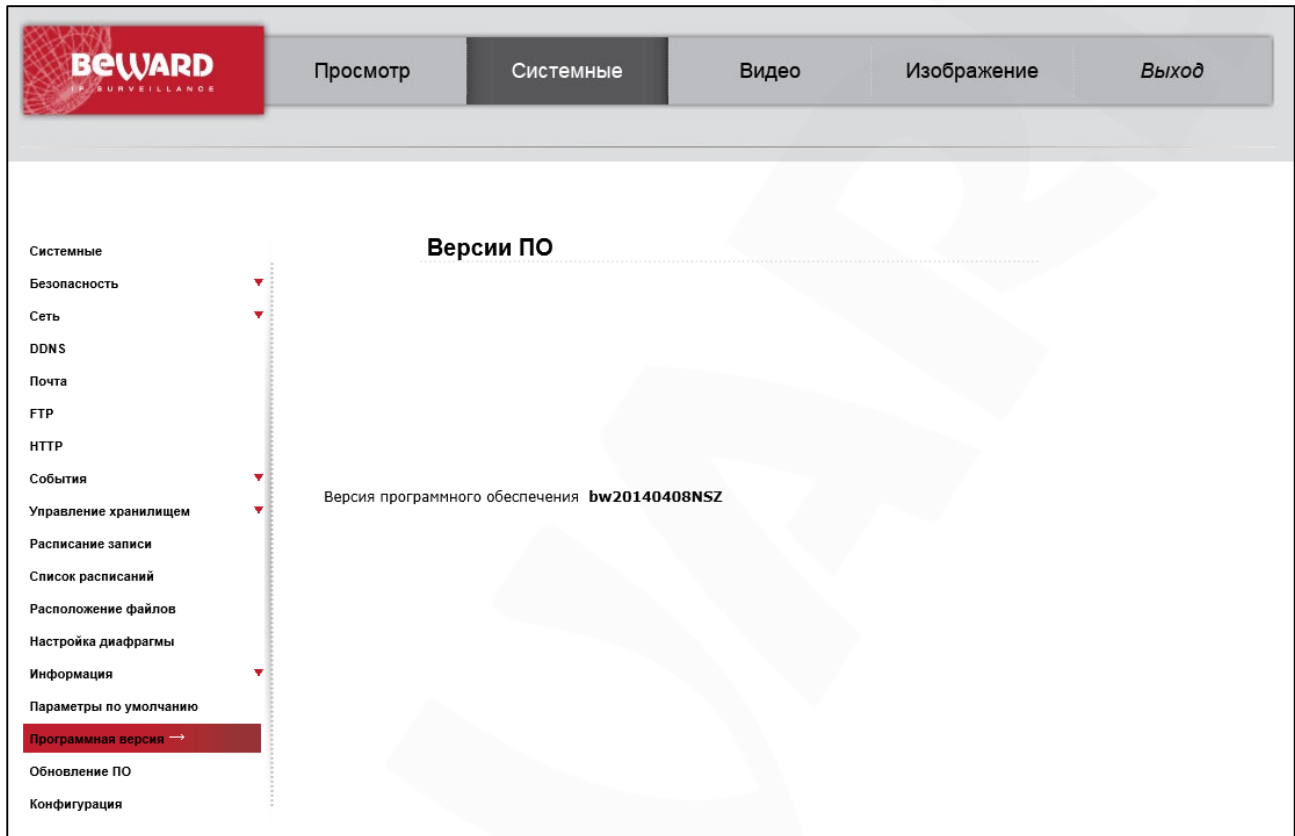 BEWARD
IP SURVEILLANCE
Просмотр
Системные
Видео
Изображение
Выход
Версии ПО
Системные
Безопасность
Сеть
DDNS
Почта
FTP
HTTP
События
Управление хранилищем
Расписание записи
Список расписаний
Расположение файлов
Настройка диафрагмы
Информация
Параметры по умолчанию
Программная версия →
Обновление ПО
Конфигурация
Версия программного обеспечения bw20140408NSZ